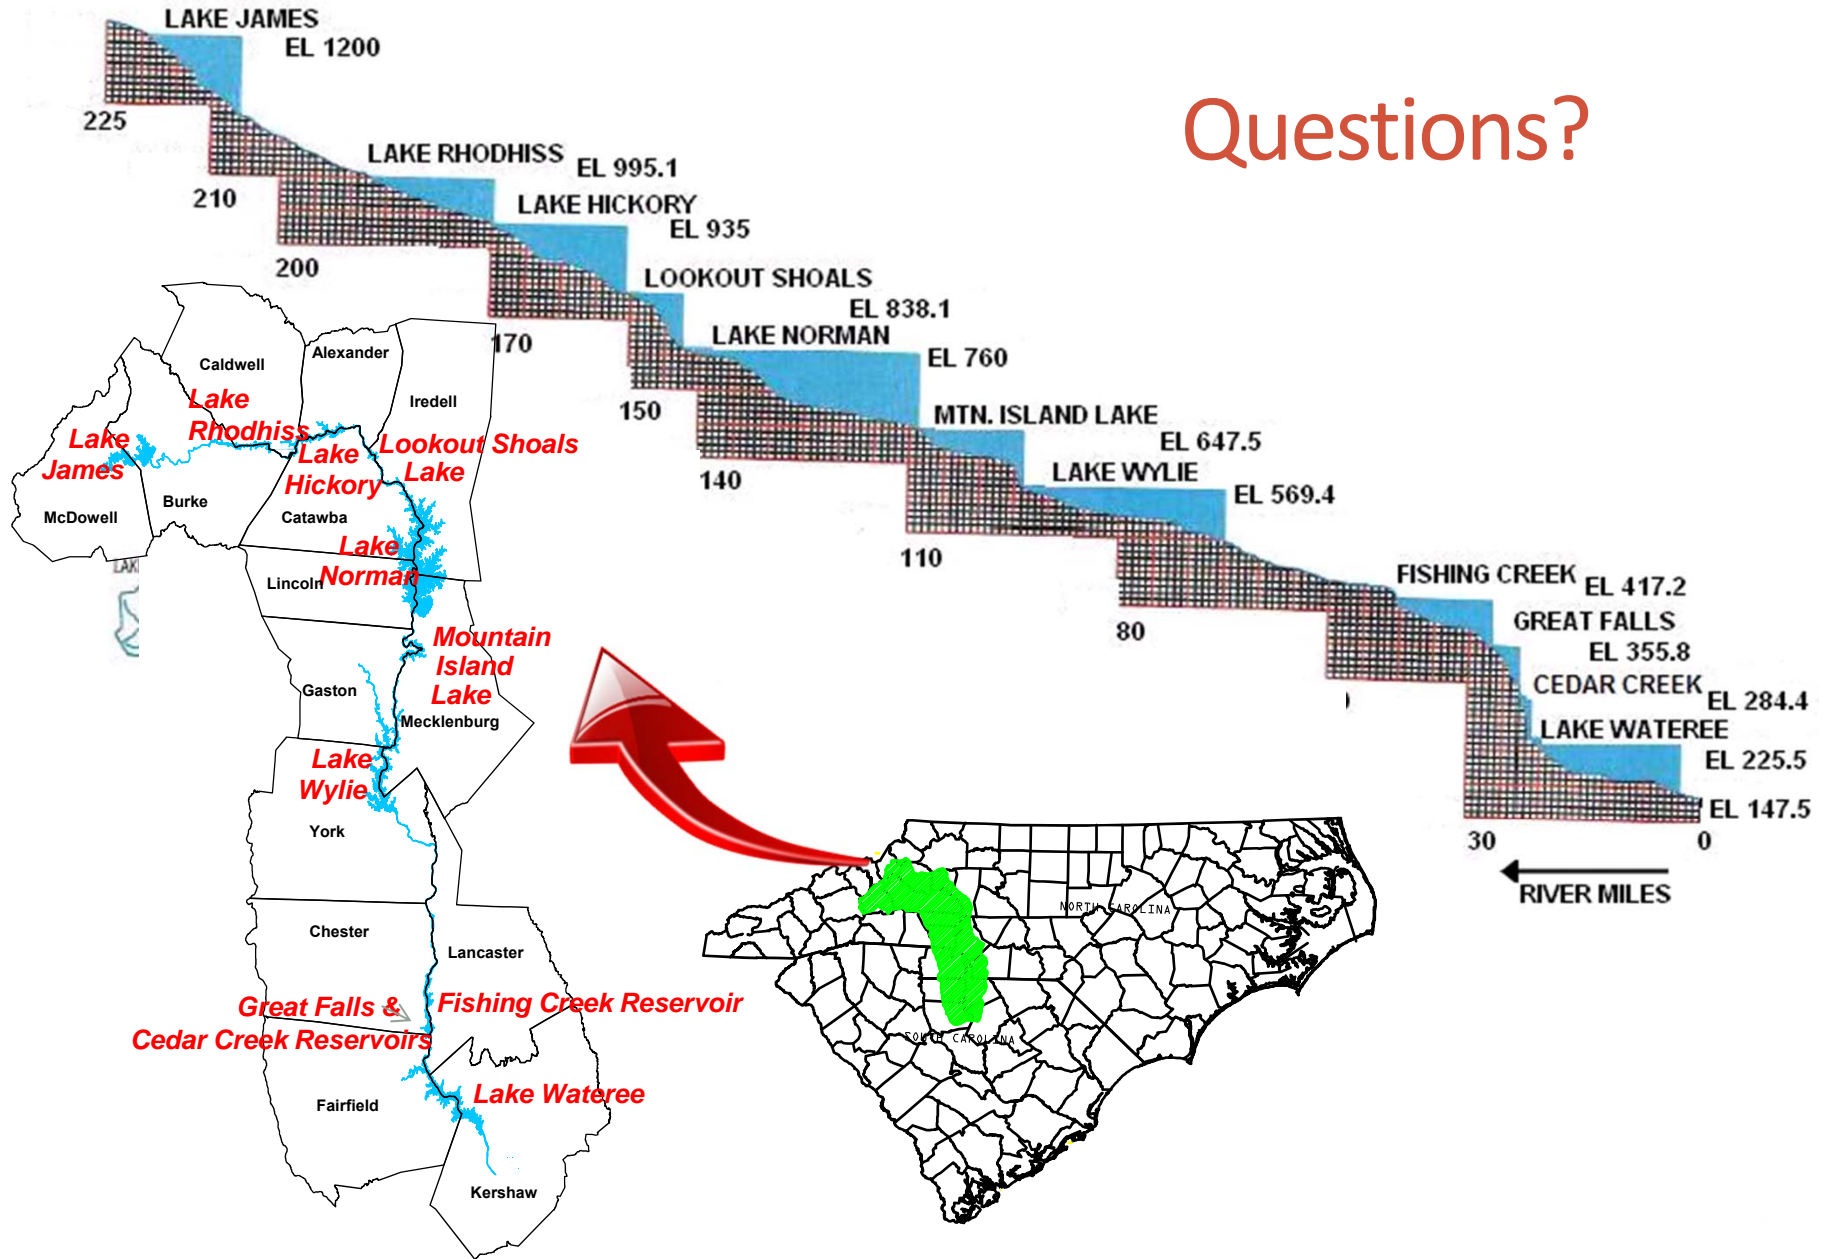 Questions?
LAKE JAMES
EL 1200
225
LAKE RHODHISS
EL 995.1
210
LAKE HICKORY
EL 935
200
LOOKOUT SHOALS
EL 838.1
170
LAKE NORMAN
EL 760
150
MTN. ISLAND LAKE
EL 647.5
140
LAKE WYLIE
EL 569.4
110
FISHING CREEK
EL 417.2
80
GREAT FALLS
EL 355.8
CEDAR CREEK
EL 284.4
LAKE WATEREE
EL 225.5
EL 147.5
30
0
RIVER MILES
Caldwell
Alexander
Iredell
Lake
Rhodhiss
Lake
James
Lake
Hickory
Lookout Shoals
Lake
McDowell
Burke
Catawba
Lake
Norman
Lincoln
LAK
Mountain
Island
Lake
Gaston
Mecklenburg
Lake
Wylie
York
Chester
Lancaster
Great Falls &
Cedar Creek Reservoirs
Fishing Creek Reservoir
Fairfield
Lake Wateree
Kershaw
NORTH CAROLINA
SOUTH CAROLINA